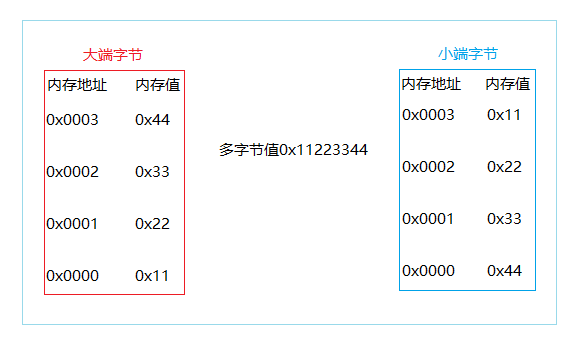 大端字节
内存地址 内存值
0x0003 0x44
0x0002 0x33
0x0001 0x22
0x0000 0x11
多字节值0x11223344
小端字节
内存地址 内存值
0x0003 0x11
0x0002 0x22
0x0001 0x33
0x0000 0x44